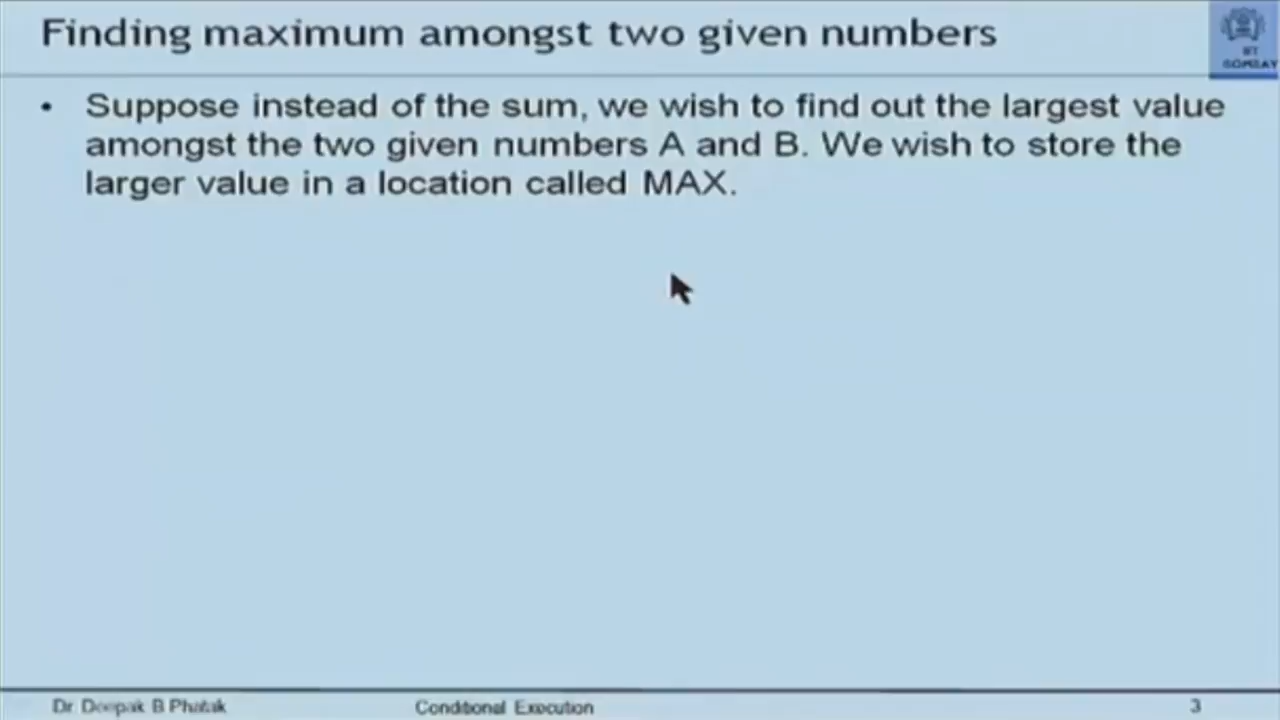 Finding maximum amongst two given numbers
IIT
BOMBAY
• Suppose instead of the sum, we wish to find out the largest value
amongst the two given numbers A and B. We wish to store the
larger value in a location called MAX.
Dr. Deepak B Phatak Conditional Execution 3